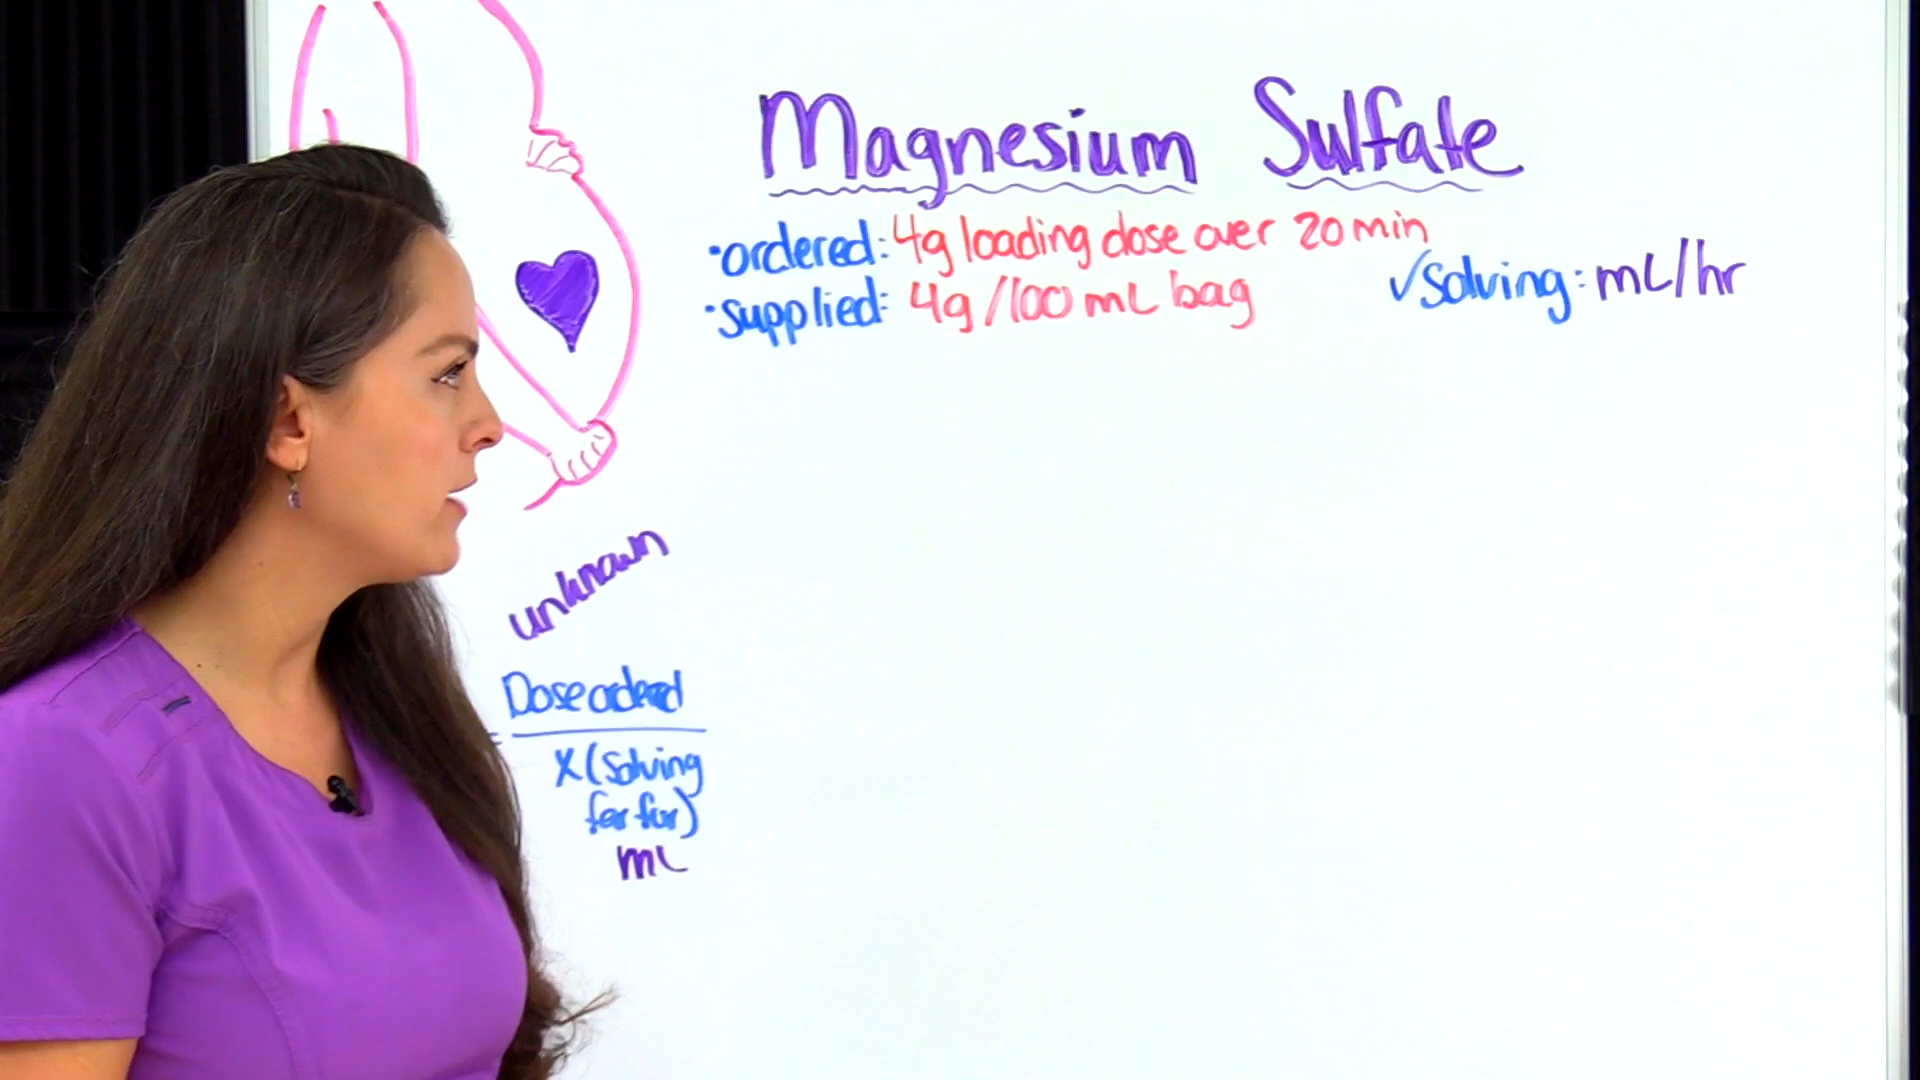 Magnesium Sulfate
•ordered: 4g loading dose over 20 min
•supplied: 4g/100 mL bag
✓Solving: mL/hr
unknown
= Dose ordered
X (Solving
for for)
mL